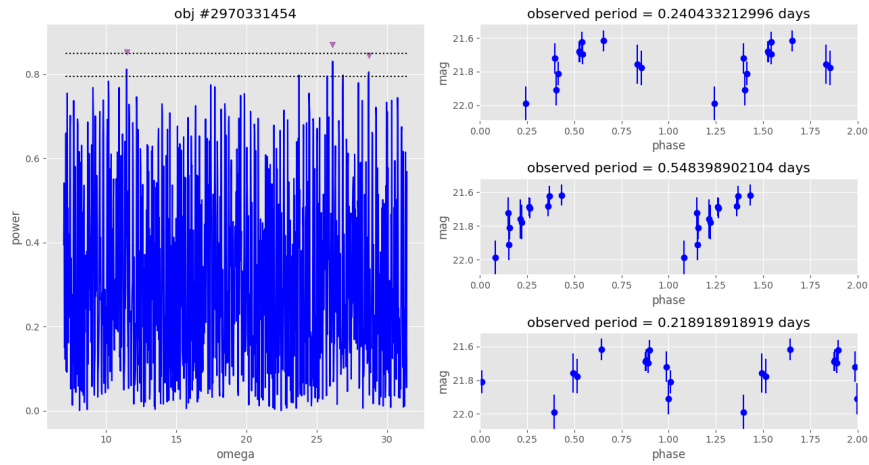 obj #2970331454
power
0.8
0.6
0.4
0.2
0.0
10
15
20
25
30
omega
observed period = 0.240433212996 days
mag
21.6
21.8
22.0
0.00 0.25 0.50 0.75 1.00 1.25 1.50 1.75 2.00
phase
observed period = 0.548398902104 days
mag
21.6
21.8
22.0
0.00 0.25 0.50 0.75 1.00 1.25 1.50 1.75 2.00
phase
observed period = 0.218918918919 days
mag
21.6
21.8
22.0
0.00 0.25 0.50 0.75 1.00 1.25 1.50 1.75 2.00
phase